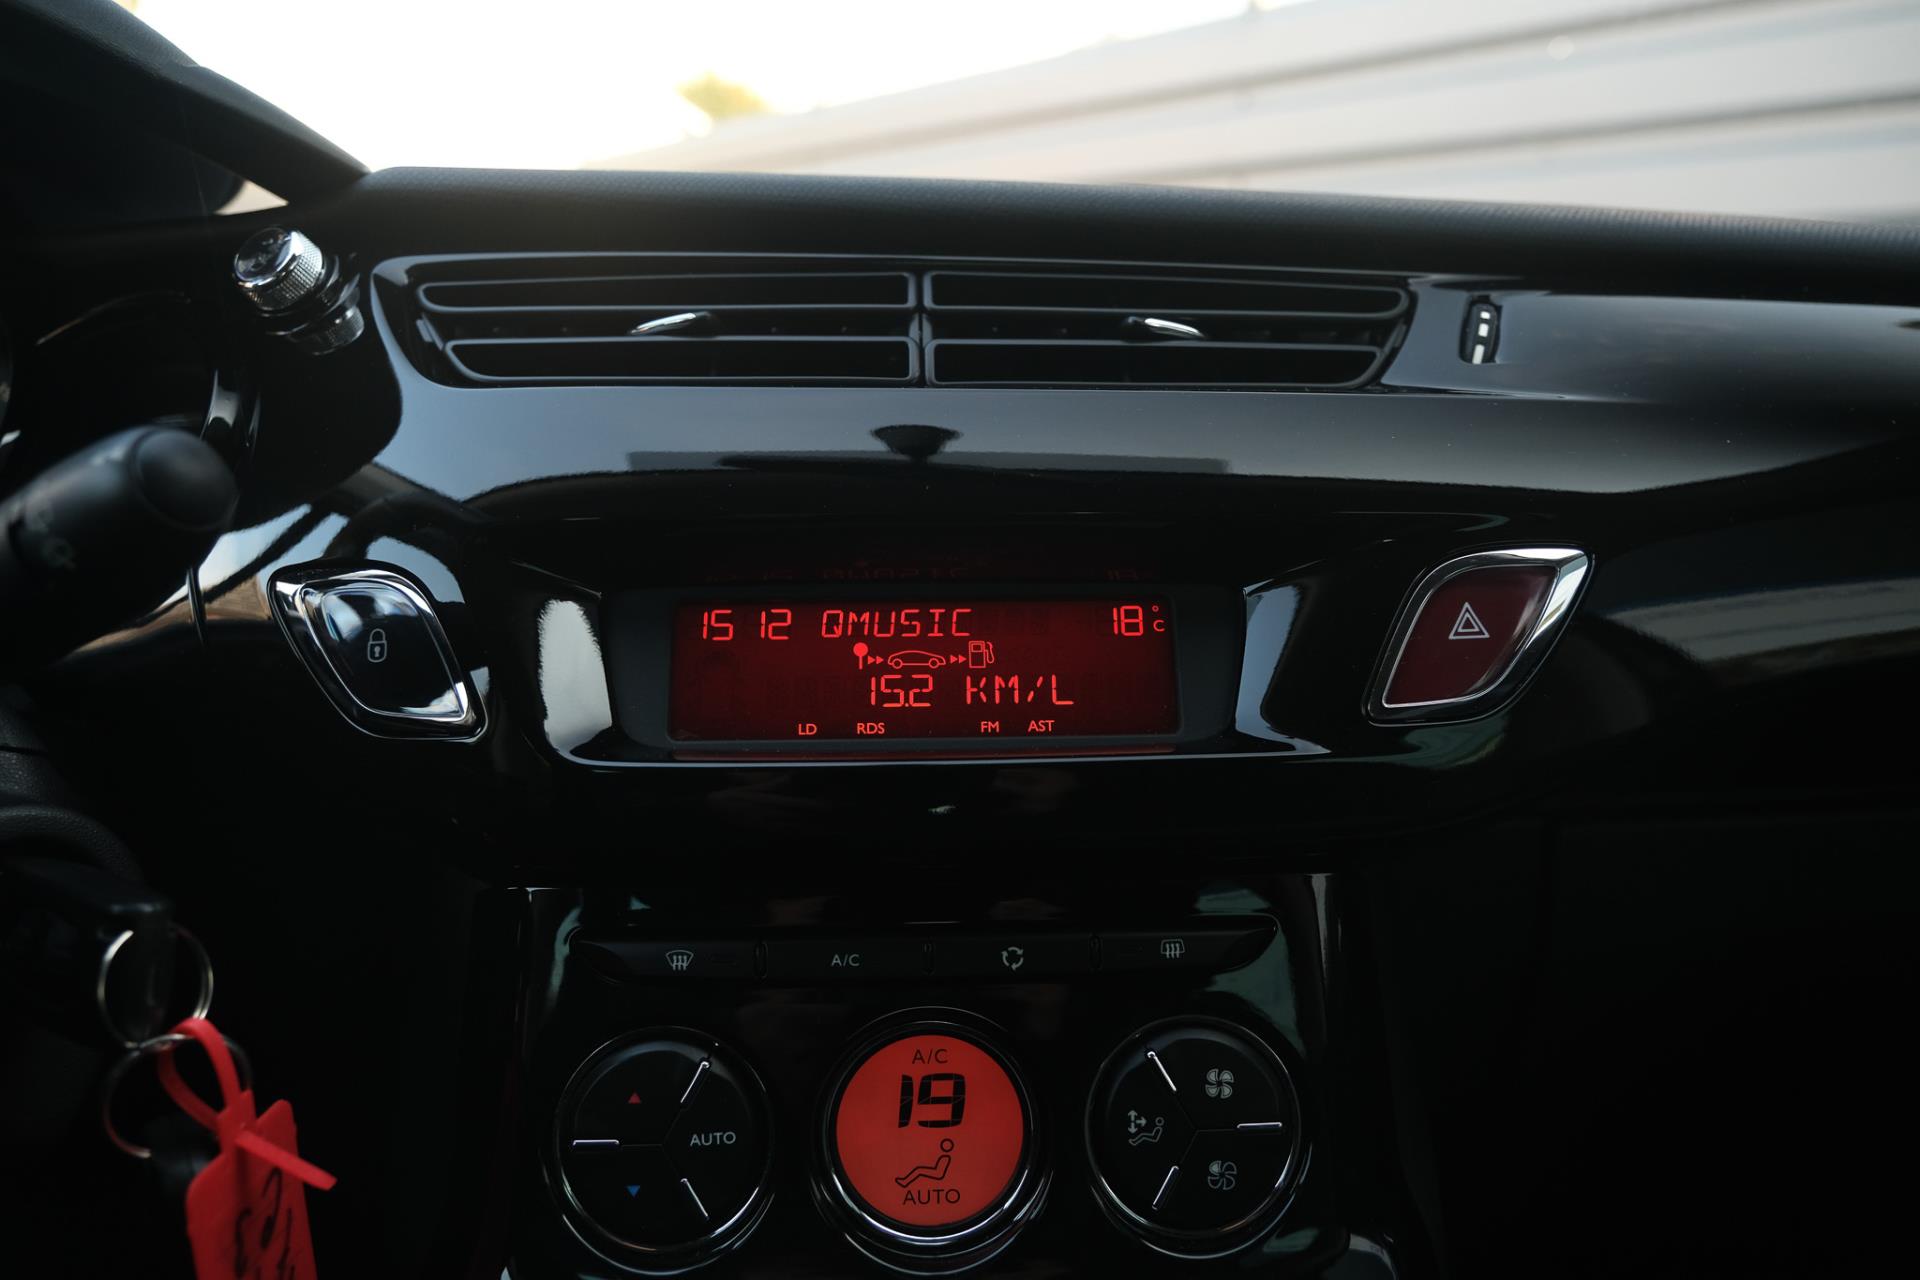 15 12 QMUSIC 18°C
15.2 KM/L
LD RDS FM AST
A/C
A/C
19
AUTO
AUTO